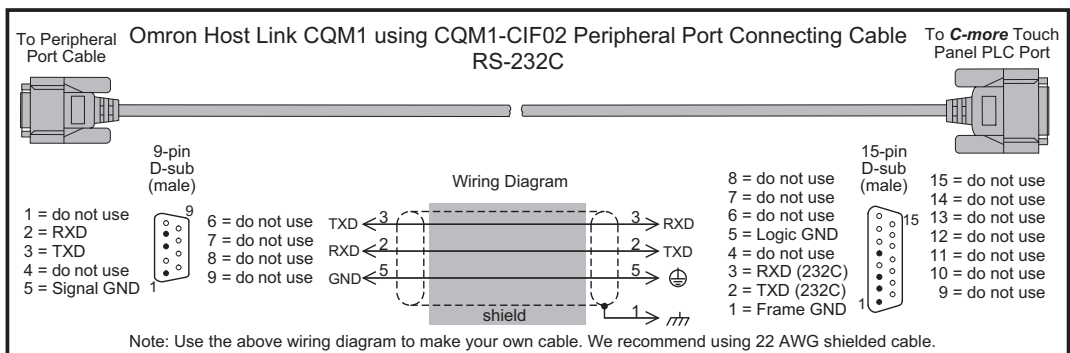 To Peripheral
Port Cable
Omron Host Link CQM1 using CQM1-CIF02 Peripheral Port Connecting Cable
RS-232C
To C-more Touch
Panel PLC Port
9-pin
D-sub
(male)
1 = do not use
2 = RXD
3 = TXD
4 = do not use
5 = Signal GND
9
1
6 = do not use
7 = do not use
8 = do not use
9 = do not use
Wiring Diagram
TXD 3 3 RXD
RXD 2 2 TXD
GND 5 5
shield
1
8 = do not use
7 = do not use
6 = do not use
5 = Logic GND
4 = do not use
3 = RXD (232C)
2 = TXD (232C)
1 = Frame GND
15-pin
D-sub
(male)
15
1
15 = do not use
14 = do not use
13 = do not use
12 = do not use
11 = do not use
10 = do not use
9 = do not use
Note: Use the above wiring diagram to make your own cable. We recommend using 22 AWG shielded cable.